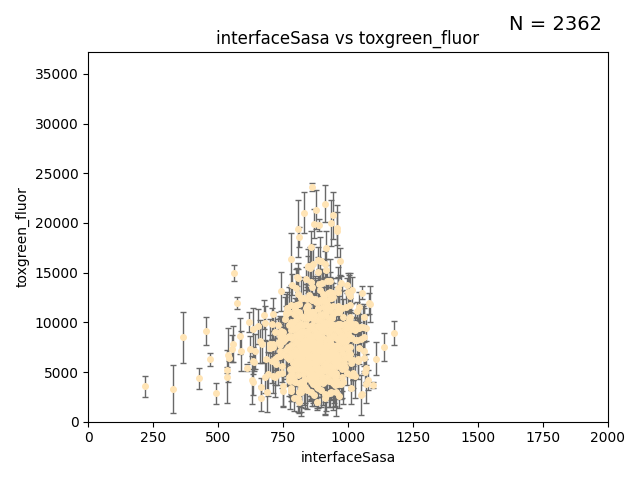 N = 2362
interfaceSasa vs toxgreen_fluor
35000
30000
25000
20000
15000
10000
5000
0
toxgreen_fluor
0 250 500 750 1000 1250 1500 1750 2000
interfaceSasa